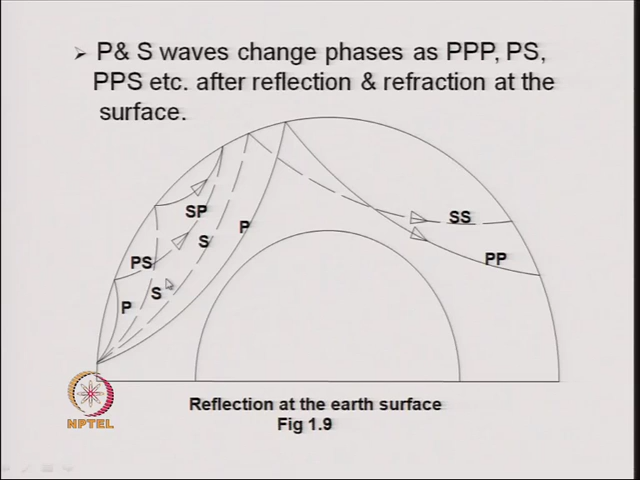 P& S waves change phases as PPP, PS,
PPS etc. after reflection & refraction at the
surface.
SP
S
P
SS
PS
PP
S
P
NPTEL
Reflection at the earth surface
Fig 1.9